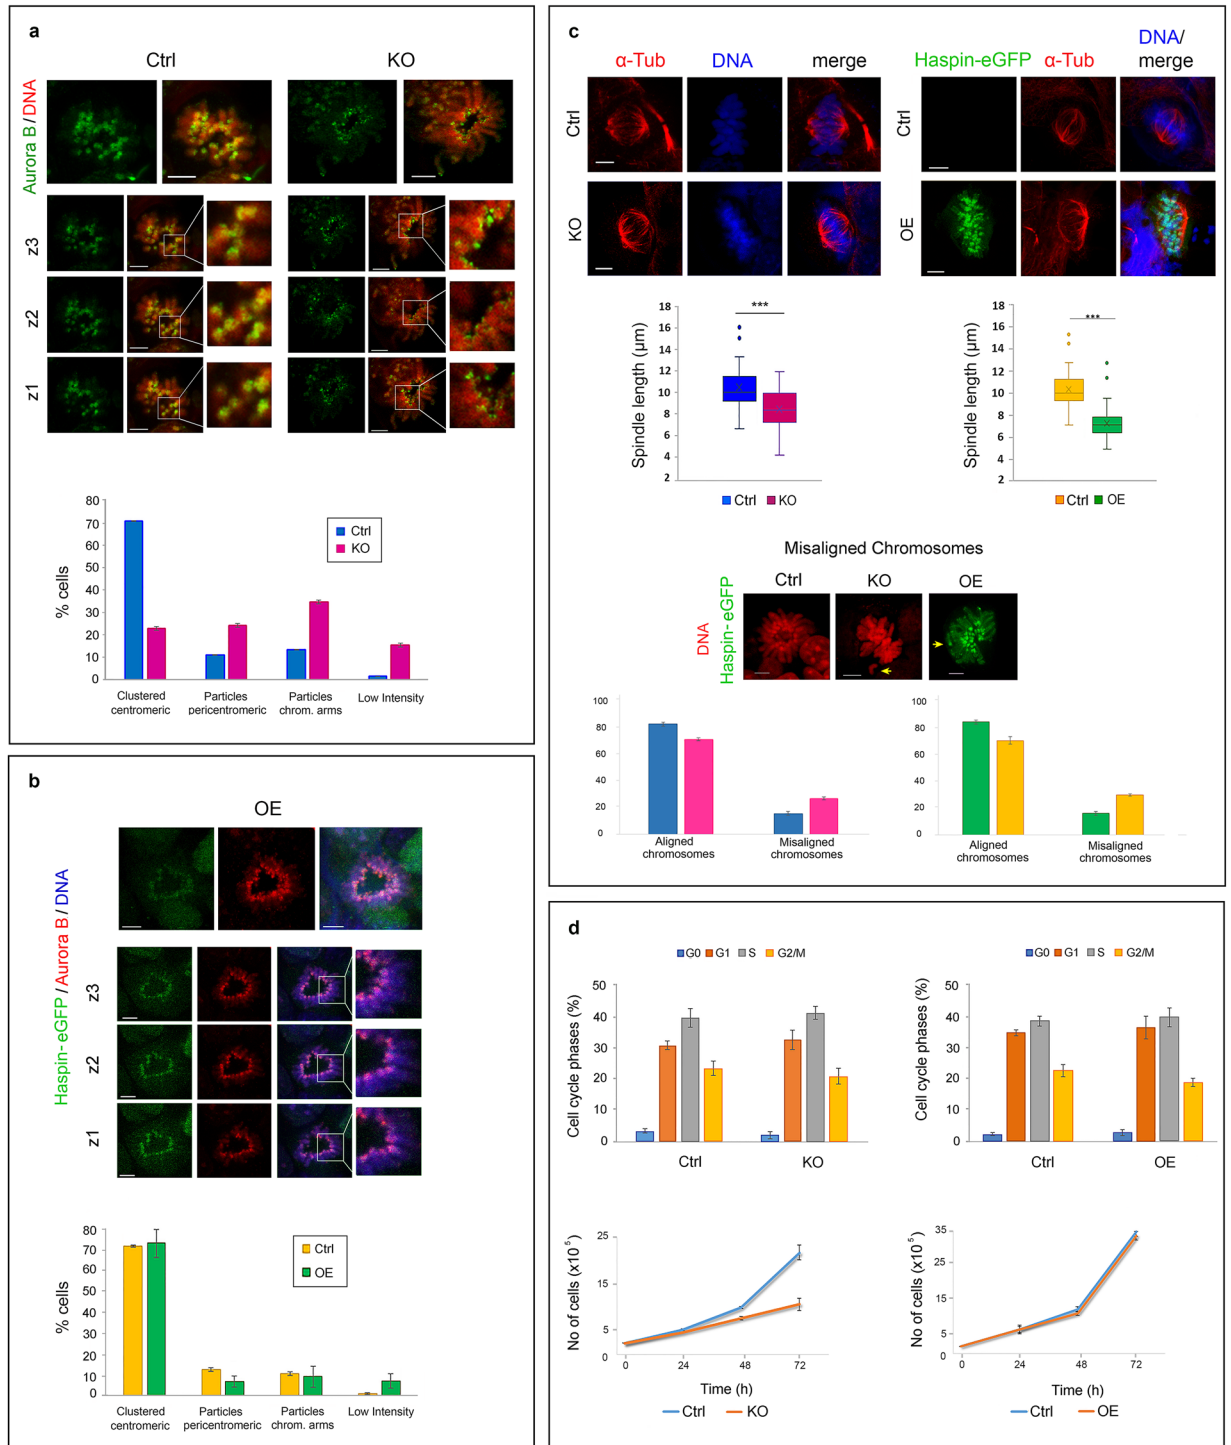 a
Ctrl
KO
Aurora B / DNA
z3
z2
z1
80
70
60
50
40
30
20
10
0
% cells
Ctrl
KO
Clustered
centromeric
Particles
pericentromeric
Particles
chrom. arms
Low Intensity
b
OE
Haspin- eGFP / Aurora B / DNA
z3
z2
z1
80
70
60
50
40
30
20
10
0
% cells
Ctrl
OE
Clustered
centromeric
Particles
pericentromeric
Particles
chrom. arms
Low Intensity
c
α-Tub
DNA
merge
Ctrl
KO
Haspin-eGFP
α-Tub
DNA/
merge
Ctrl
OE
18
16
14
12
10
8
6
4
2
Spindle length (µm)
***
Ctrl
KO
18
16
14
12
10
8
6
4
2
Spindle length (µm)
***
Ctrl
OE
Misaligned Chromosomes
Ctrl
KO
OE
DNA
Haspin- eGFP
100
80
60
40
20
0
Aligned
chromosomes
Misaligned
chromosomes
100
80
60
40
20
0
Aligned
chromosomes
Misaligned
chromosomes
d
G0 G1 S G2/M
50
40
30
20
10
0
Cell cycle phases (%)
Ctrl
KO
G0 G1 S G2/M
50
40
30
20
10
0
Cell cycle phases (%)
Ctrl
OE
25
15
5
0
No of cells (x10⁵)
0 24 48 72
Time (h)
Ctrl
KO
35
25
15
5
0
No of cells (x10⁵)
0 24 48 72
Time (h)
Ctrl
OE